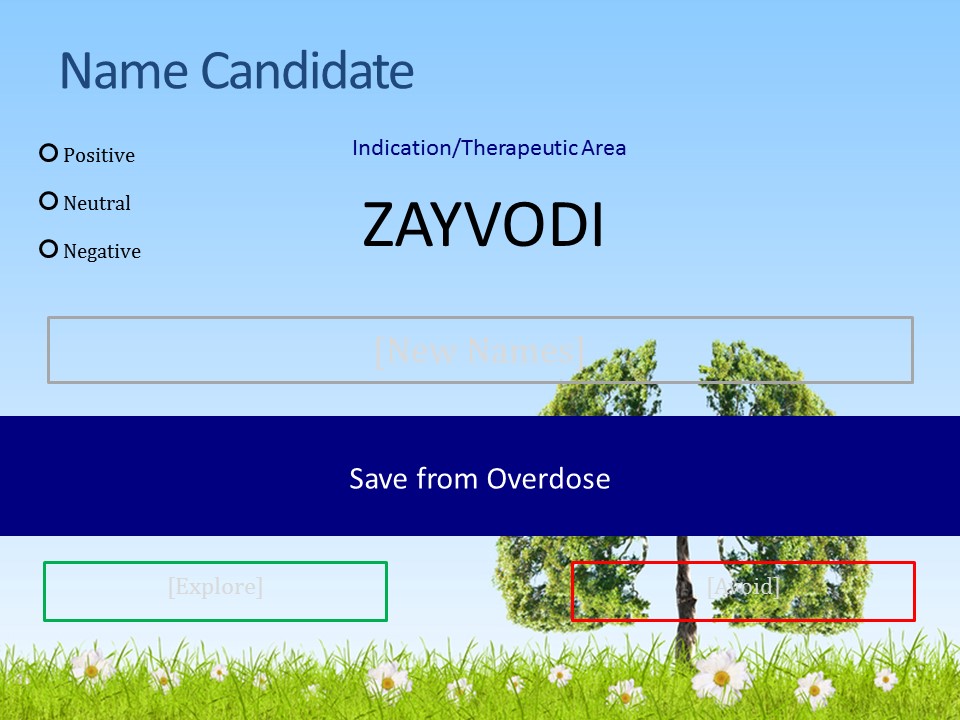 Name Candidate
Positive
Indication/Therapeutic Area
Neutral
ZAYVODI
Negative
[New Names]
Save from Overdose
[Explore]
[Avoid]